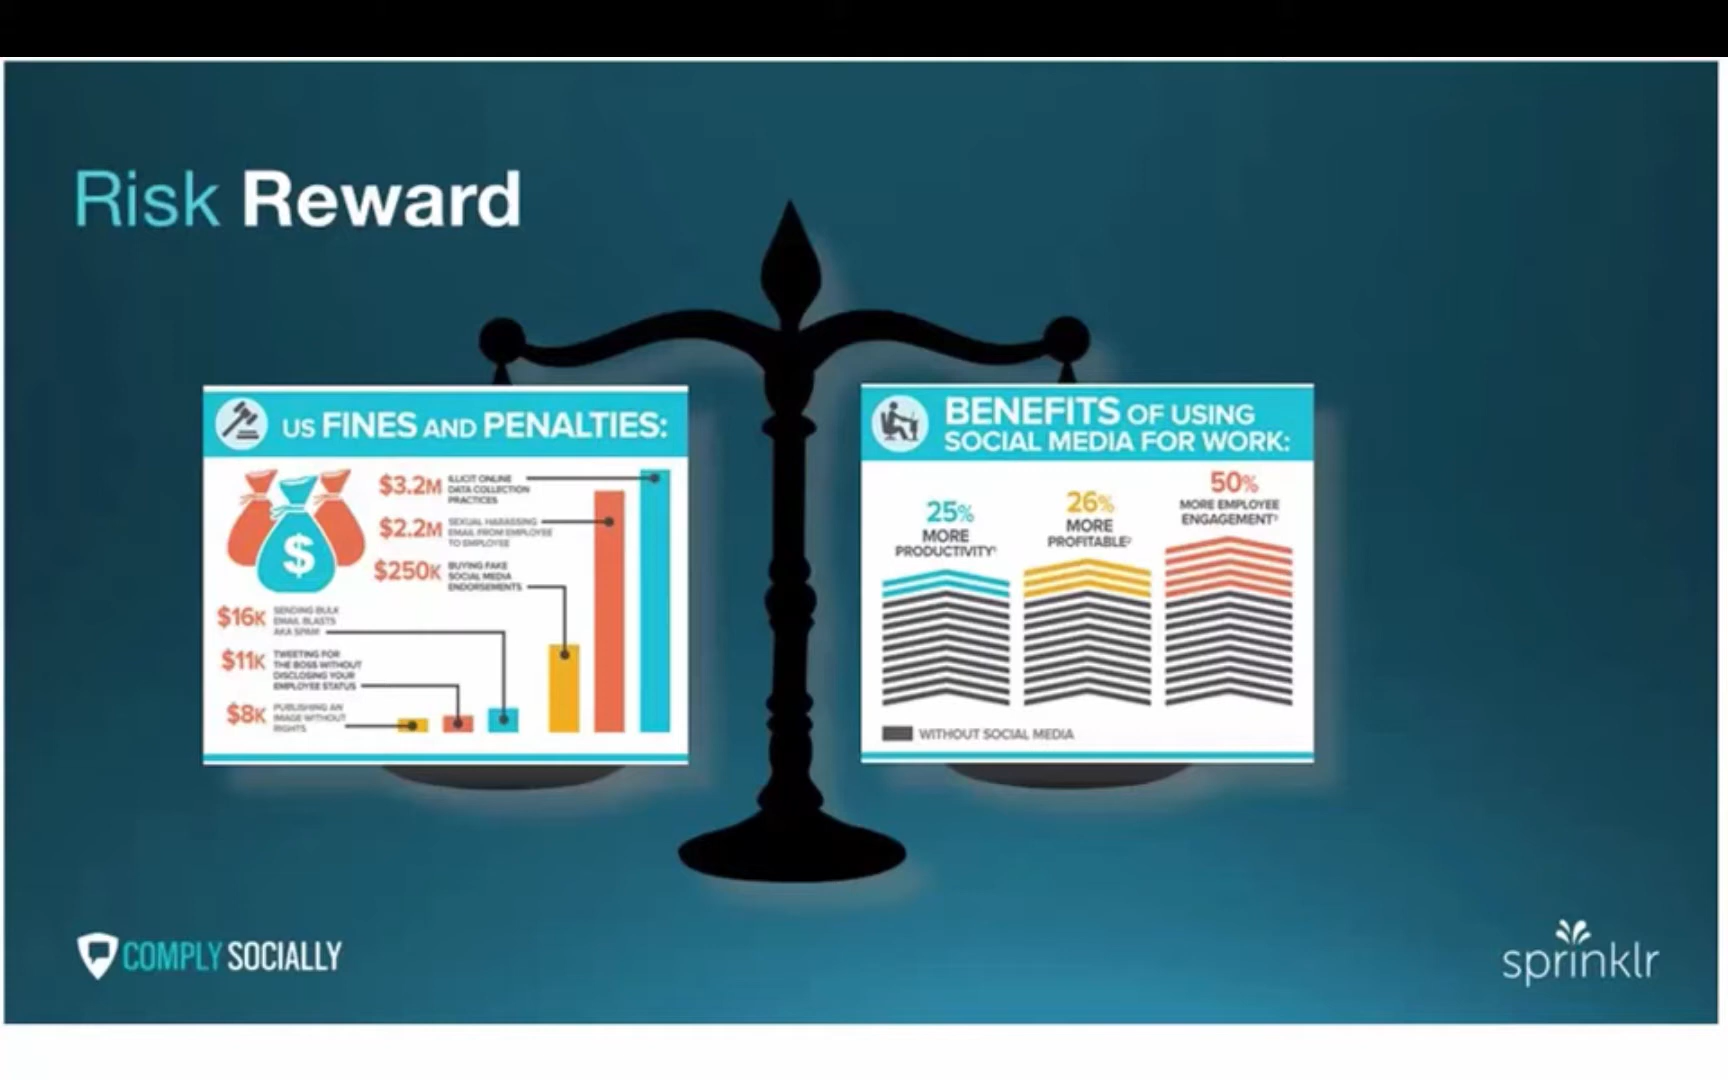 Risk Reward
US FINES AND PENALTIES:
$3.2M ILLICIT ONLINE
DATA COLLECTION
PRACTICES
$2.2M SEXUAL HARASSING
EMAIL FROM EMPLOYEE
TO EMPLOYEE
$250K BUYING FAKE
SOCIAL MEDIA
ENDORSEMENTS
$
$16K SENDING BULK
EMAIL BLASTS
AKA SPAM
$11K TWEETING FOR
THE BOSS WITHOUT
DISCLOSING YOUR
EMPLOYEE STATUS
$8K PUBLISHING AN
IMAGE WITHOUT
RIGHTS
BENEFITS OF USING
SOCIAL MEDIA FOR WORK:
25%
MORE
PRODUCTIVITY¹
26%
MORE
PROFITABLE²
50%
MORE EMPLOYEE
ENGAGEMENT³
WITHOUT SOCIAL MEDIA
COMPLY SOCIALLY
sprinklr